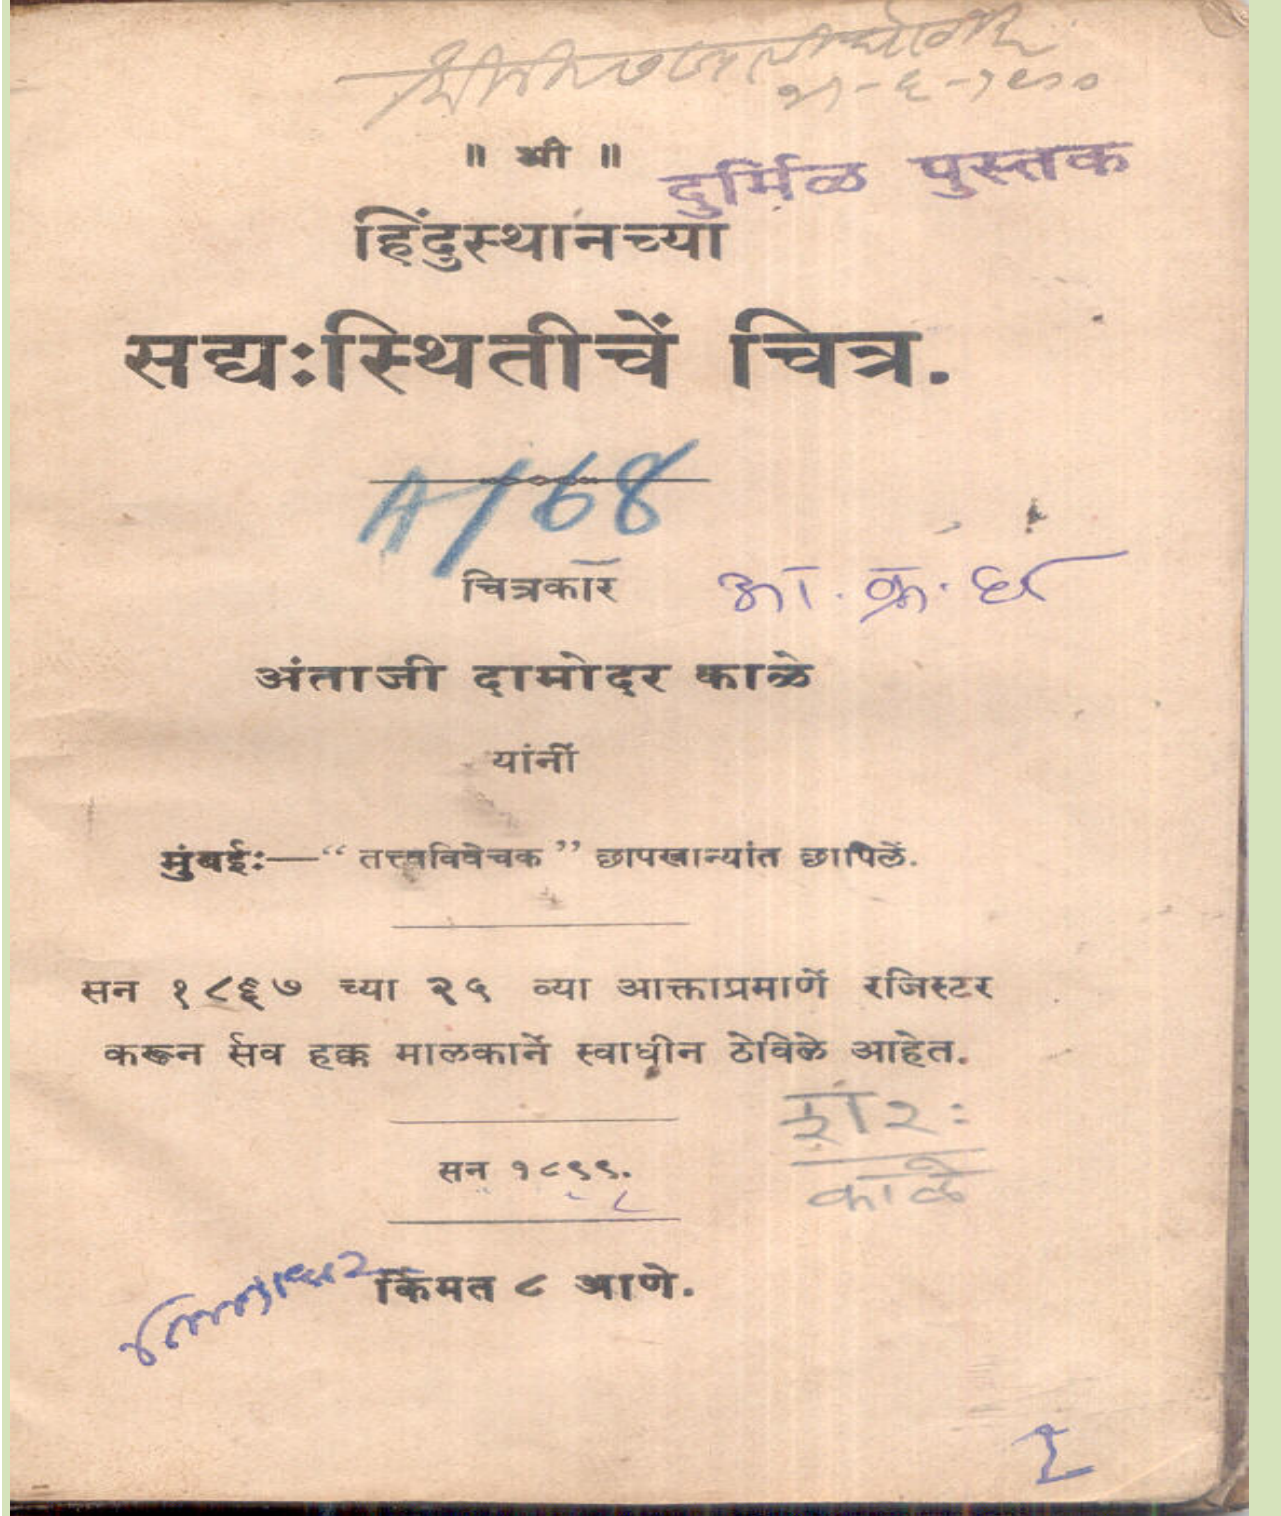 ॥ श्री ॥
दुर्मिळ पुस्तक
हिंदुस्थानच्या
सद्यःस्थितीचें चित्र.
A/68
चित्रकार
अंताजी दामोदर काळे
यांनीं
मुंबईः—“ तत्त्वविवेचक ” छापखान्यांत छापिलें.
सन १८६७ च्या २५ व्या आक्ताप्रमाणें रजिस्टर
करून र्सव हक्क मालकानें स्वाधीन ठेविले आहेत.
सन १८९९.
काळे
किंमत ८ आणे.